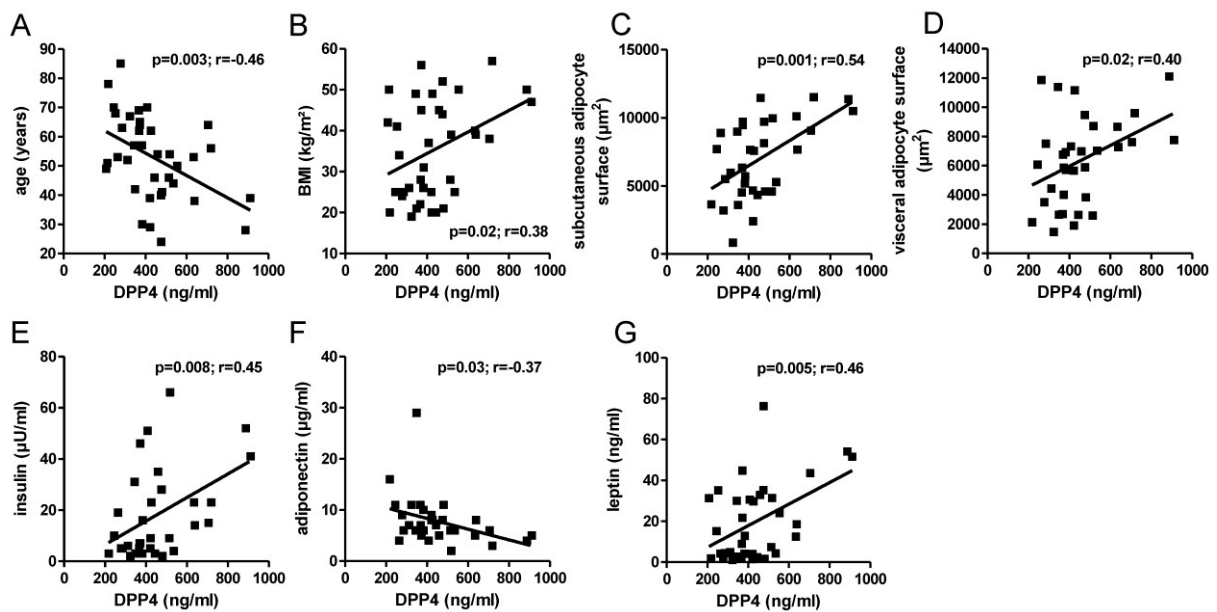 A
age (years)
90
80
70
60
50
40
30
20
p=0.003; r=-0.46
0 200 400 600 800 1000
DPP4 (ng/ml)
B
BMI (kg/m²)
60
50
40
30
20
10
p=0.02; r=0.38
0 200 400 600 800 1000
DPP4 (ng/ml)
C
subcutaneous adipocyte
surface (µm²)
15000
10000
5000
0
p=0.001; r=0.54
0 200 400 600 800 1000
DPP4 (ng/ml)
D
visceral adipocyte surface
(µm²)
14000
12000
10000
8000
6000
4000
2000
0
p=0.02; r=0.40
0 200 400 600 800 1000
DPP4 (ng/ml)
E
insulin (µU/ml)
80
60
40
20
0
p=0.008; r=0.45
0 200 400 600 800 1000
DPP4 (ng/ml)
F
adiponectin (µg/ml)
40
30
20
10
0
p=0.03; r=-0.37
0 200 400 600 800 1000
DPP4 (ng/ml)
G
leptin (ng/ml)
100
80
60
40
20
0
p=0.005; r=0.46
0 200 400 600 800 1000
DPP4 (ng/ml)